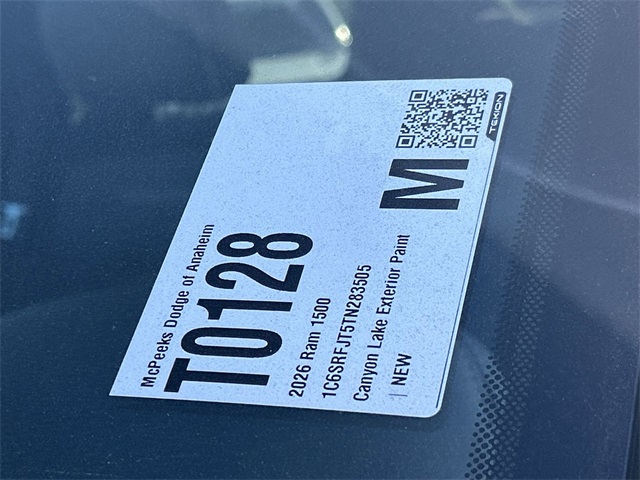 McPeeks Dodge of Anaheim
T0128
2026 Ram 1500
1C6SRFJT5TN283505
Canyon Lake Exterior Paint
| NEW
M
TEKION